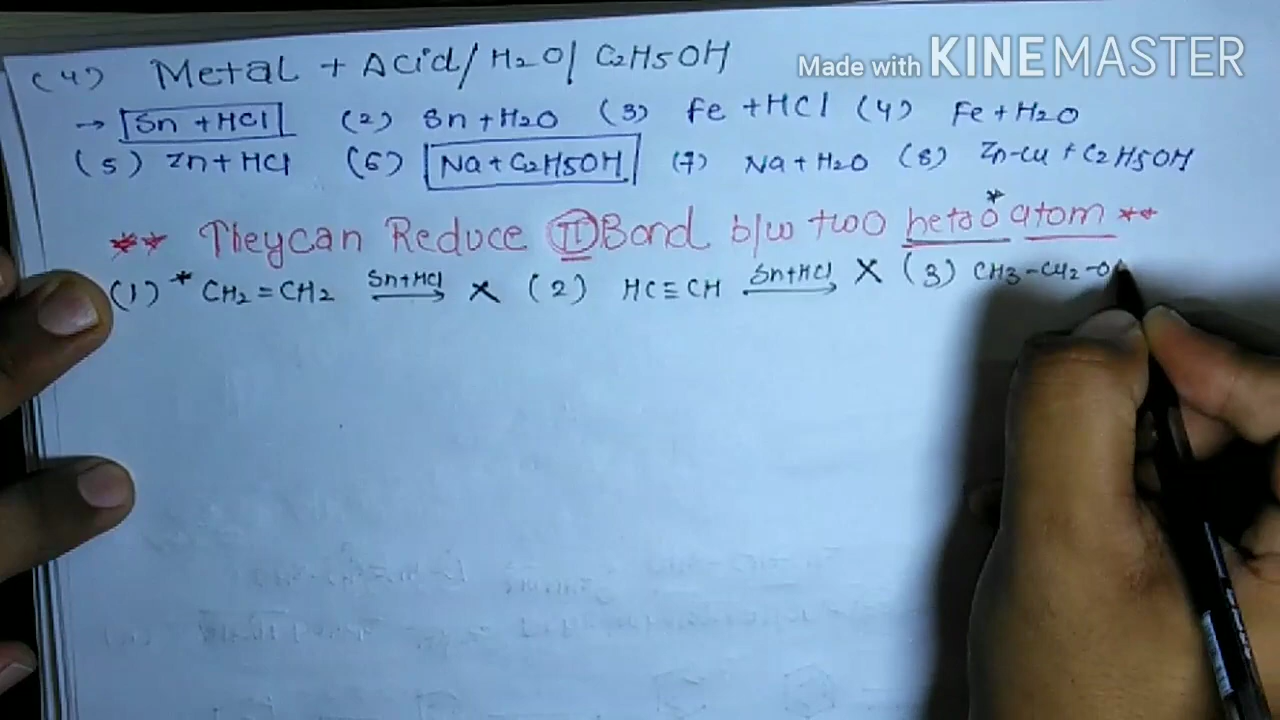 Made with KINEMASTER
(4) Metal + Acid/H2O/C2H5OH
→ Sn + HCl (2) Sn + H2O (3) Fe + HCl (4) Fe + H2O
(5) Zn + HCl (6) Na + C2H5OH (7) Na + H2O (8) Zn-Cu + C2H5OH
** They can Reduce π Bond b/w two hetao* atom **
(1)* CH2=CH2 Sn+HCl → × (2) HC≡CH Sn+HCl → × (3) CH3-CH2-O